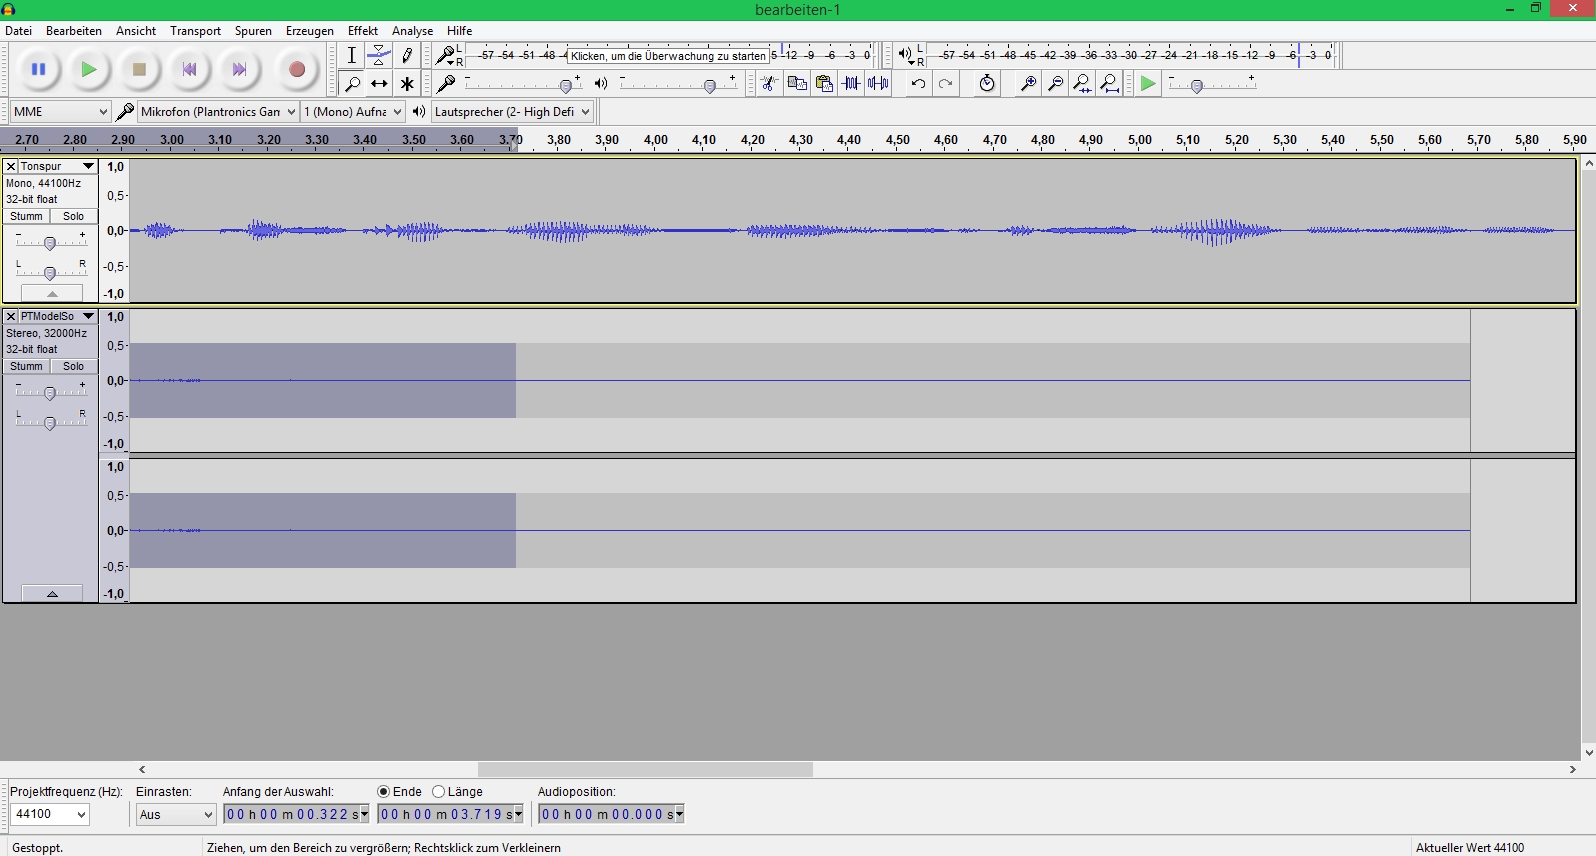 bearbeiten-1
Datei Bearbeiten Ansicht Transport Spuren Erzeugen Effekt Analyse Hilfe
L R -57 -54 -51 -48 -4 Klicken, um die Überwachung zu starten 5 -12 -9 -6 -3 0 L R -57 -54 -51 -48 -45 -42 -39 -36 -33 -30 -27 -24 -21 -18 -15 -12 -9 -6 -3 0
- + - + - +
MME Mikrofon (Plantronics Gan 1 (Mono) Aufna Lautsprecher (2- High Defi
2.70 2.80 2.90 3.00 3.10 3.20 3.30 3.40 3.50 3.60 3.70 3,80 3,90 4,00 4,10 4,20 4,30 4,40 4,50 4,60 4,70 4,80 4,90 5,00 5,10 5,20 5,30 5,40 5,50 5,60 5,70 5,80 5,90
Tonspur 1,0
Mono, 44100Hz
32-bit float 0,5
Stumm Solo
- + 0,0
L R -0,5
-1,0
PTModelSo 1,0
Stereo, 32000Hz
32-bit float 0,5
Stumm Solo
- + 0,0
L R -0,5
-1,0
1,0
0,5
0,0
-0,5
-1,0
Projektfrequenz (Hz): Einrasten: Anfang der Auswahl: Ende Länge Audioposition:
44100 Aus 00 h 00 m 00.322 s 00 h 00 m 03.719 s 00 h 00 m 00.000 s
Gestoppt. Ziehen, um den Bereich zu vergrößern; Rechtsklick zum Verkleinern Aktueller Wert 44100